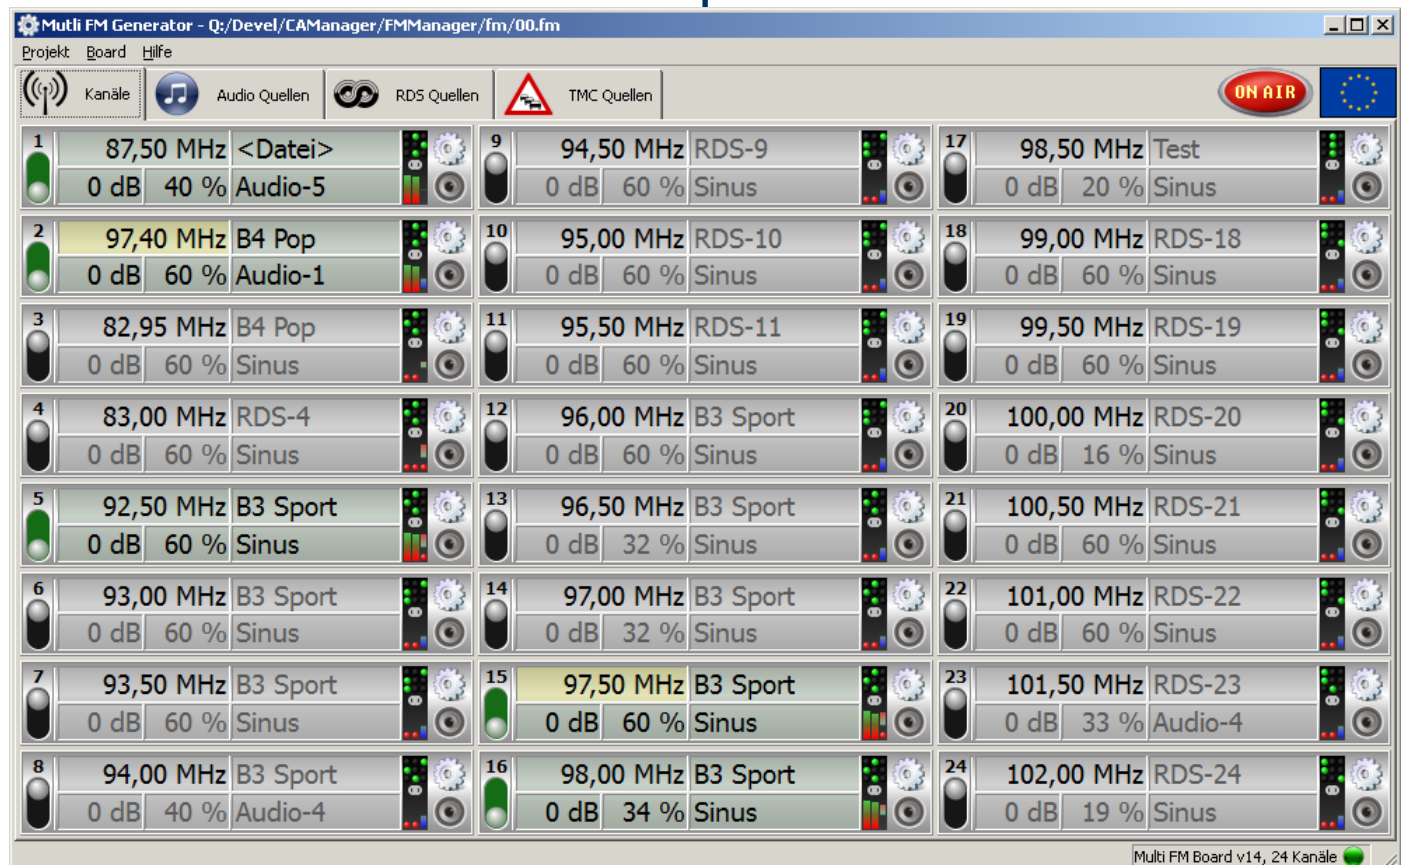 Mutli FM Generator - Q:/Devel/CAManager/FMManager/fm/00.fm
Projekt Board Hilfe
Kanäle Audio Quellen RDS Quellen TMC Quellen ON AIR
1 87,50 MHz <Datei>
0 dB 40 % Audio-5
2 97,40 MHz B4 Pop
0 dB 60 % Audio-1
3 82,95 MHz B4 Pop
0 dB 60 % Sinus
4 83,00 MHz RDS-4
0 dB 60 % Sinus
5 92,50 MHz B3 Sport
0 dB 60 % Sinus
6 93,00 MHz B3 Sport
0 dB 60 % Sinus
7 93,50 MHz B3 Sport
0 dB 60 % Sinus
8 94,00 MHz B3 Sport
0 dB 40 % Audio-4
9 94,50 MHz RDS-9
0 dB 60 % Sinus
10 95,00 MHz RDS-10
0 dB 60 % Sinus
11 95,50 MHz RDS-11
0 dB 60 % Sinus
12 96,00 MHz B3 Sport
0 dB 60 % Sinus
13 96,50 MHz B3 Sport
0 dB 32 % Sinus
14 97,00 MHz B3 Sport
0 dB 32 % Sinus
15 97,50 MHz B3 Sport
0 dB 60 % Sinus
16 98,00 MHz B3 Sport
0 dB 34 % Sinus
17 98,50 MHz Test
0 dB 20 % Sinus
18 99,00 MHz RDS-18
0 dB 60 % Sinus
19 99,50 MHz RDS-19
0 dB 60 % Sinus
20 100,00 MHz RDS-20
0 dB 16 % Sinus
21 100,50 MHz RDS-21
0 dB 60 % Sinus
22 101,00 MHz RDS-22
0 dB 60 % Sinus
23 101,50 MHz RDS-23
0 dB 33 % Audio-4
24 102,00 MHz RDS-24
0 dB 19 % Sinus
Multi FM Board v14, 24 Kanäle